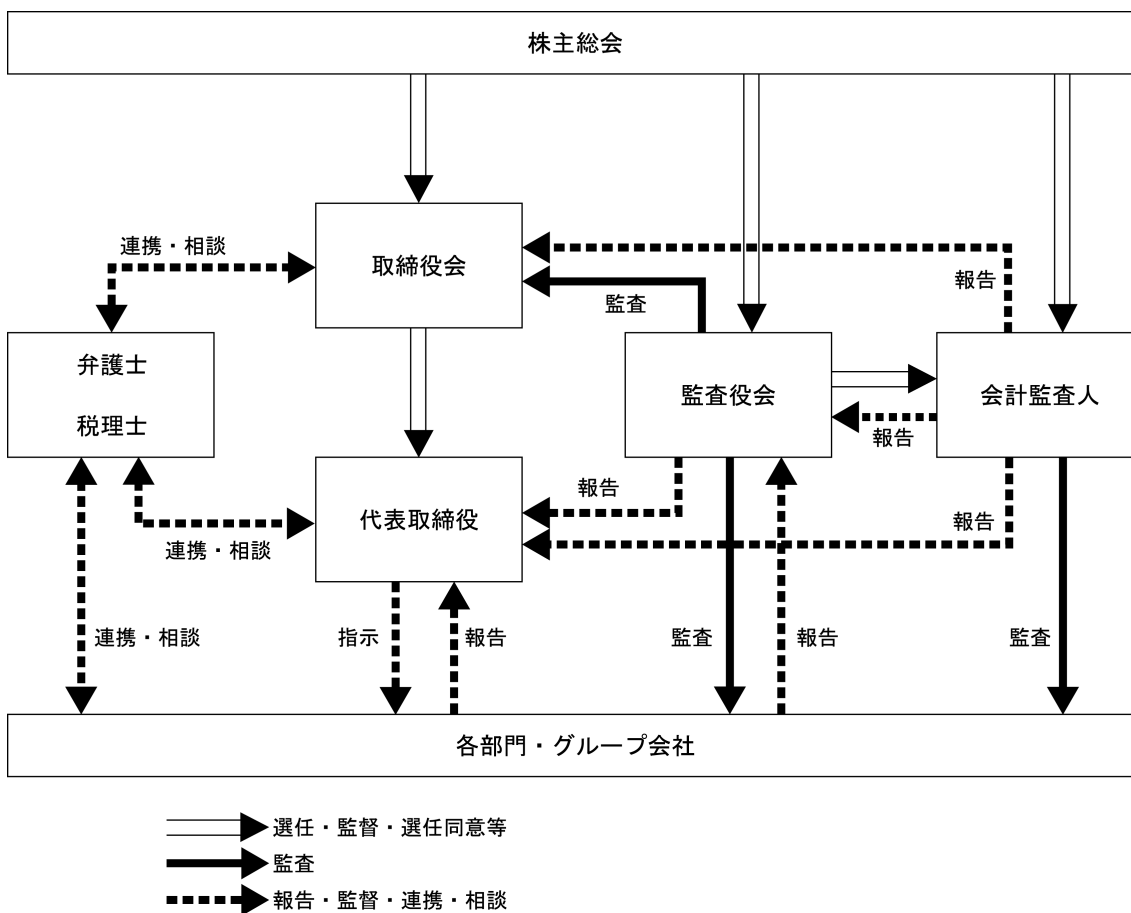 株主総会
連携・相談
取締役会
報告
監査
弁護士
税理士
監査役会
会計監査人
報告
代表取締役
報告
報告
連携・相談
連携・相談
指示
報告
監査
報告
監査
各部門・グループ会社
選任・監督・選任同意等
監査
報告・監督・連携・相談